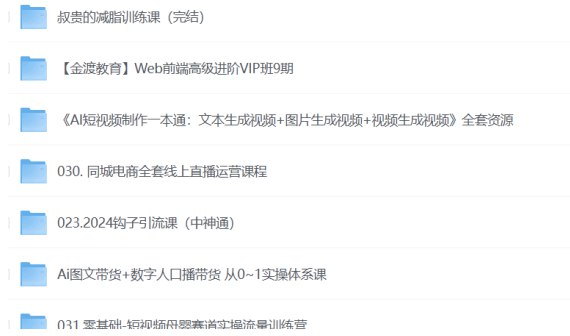 叔贵的减脂训练课（完结）
【金渡教育】Web前端高级进阶VIP班9期
《AI短视频制作一本通：文本生成视频+图片生成视频+视频生成视频》全套资源
030. 同城电商全套线上直播运营课程
023.2024钩子引流课（中神通）
Ai图文带货+数字人口播带货 从0~1实操体系课
031.零基础-短视频母婴赛道实操流量训练营